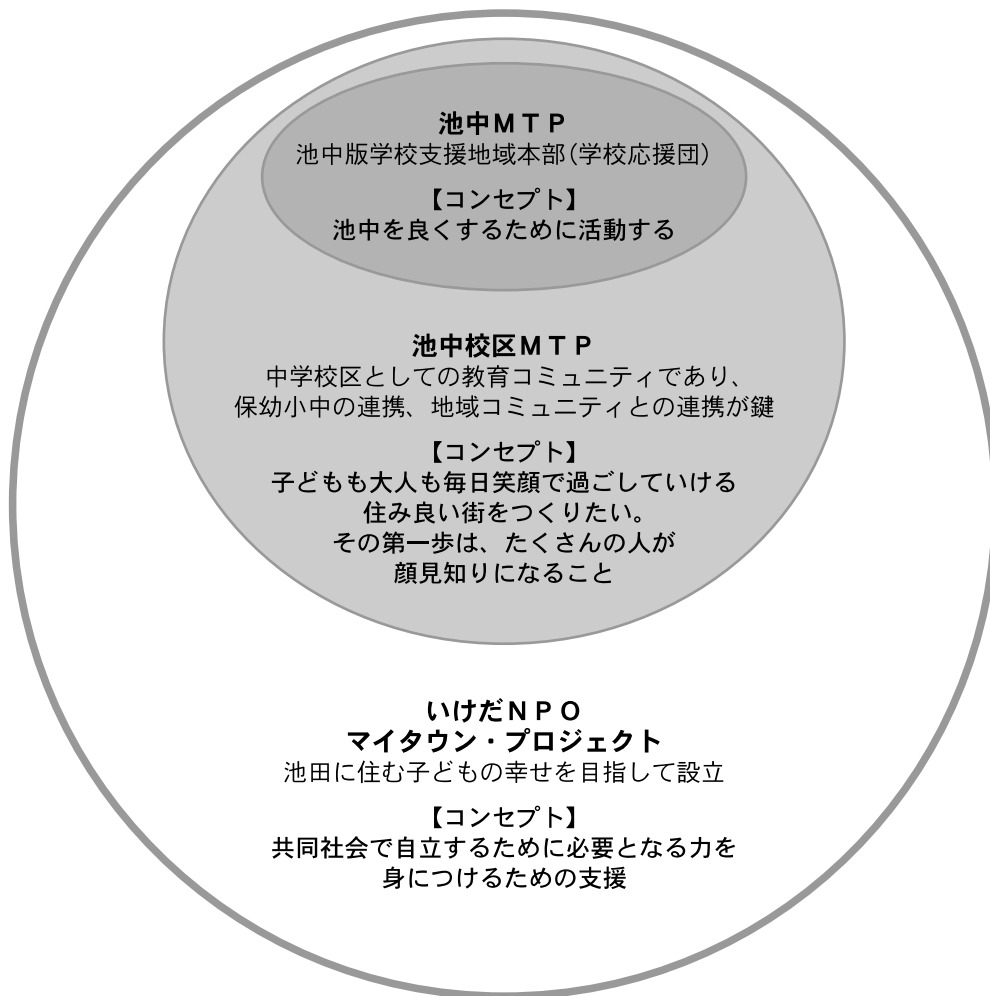 池中ＭＴＰ
池中版学校支援地域本部（学校応援団）
【コンセプト】
池中を良くするために活動する
池中校区ＭＴＰ
中学校区としての教育コミュニティであり、
保幼小中の連携、地域コミュニティとの連携が鍵
【コンセプト】
子どもも大人も毎日笑顔で過ごしていける
住み良い街をつくりたい。
その第一歩は、たくさんの人が
顔見知りになること
いけだＮＰＯ
マイタウン・プロジェクト
池田に住む子どもの幸せを目指して設立
【コンセプト】
共同社会で自立するために必要となる力を
身につけるための支援